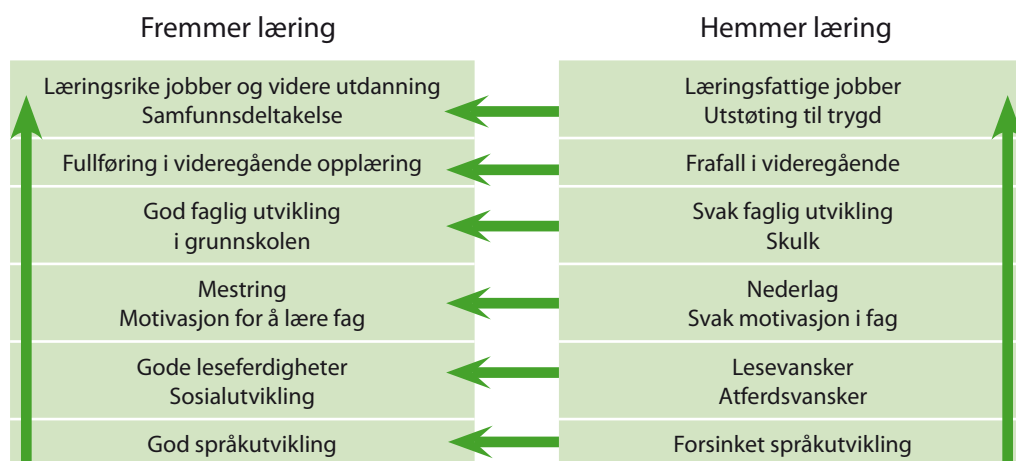 Fremmer læring
Hemmer læring
Læringsrike jobber og videre utdanning
Samfunnsdeltakelse
Læringsfattige jobber
Utstøting til trygd
Fullføring i videregående opplæring
Frafall i videregående
God faglig utvikling
i grunnskolen
Svak faglig utvikling
Skulk
Mestring
Motivasjon for å lære fag
Nederlag
Svak motivasjon i fag
Gode leseferdigheter
Sosialutvikling
Lesevansker
Atferdsvansker
God språkutvikling
Forsinket språkutvikling